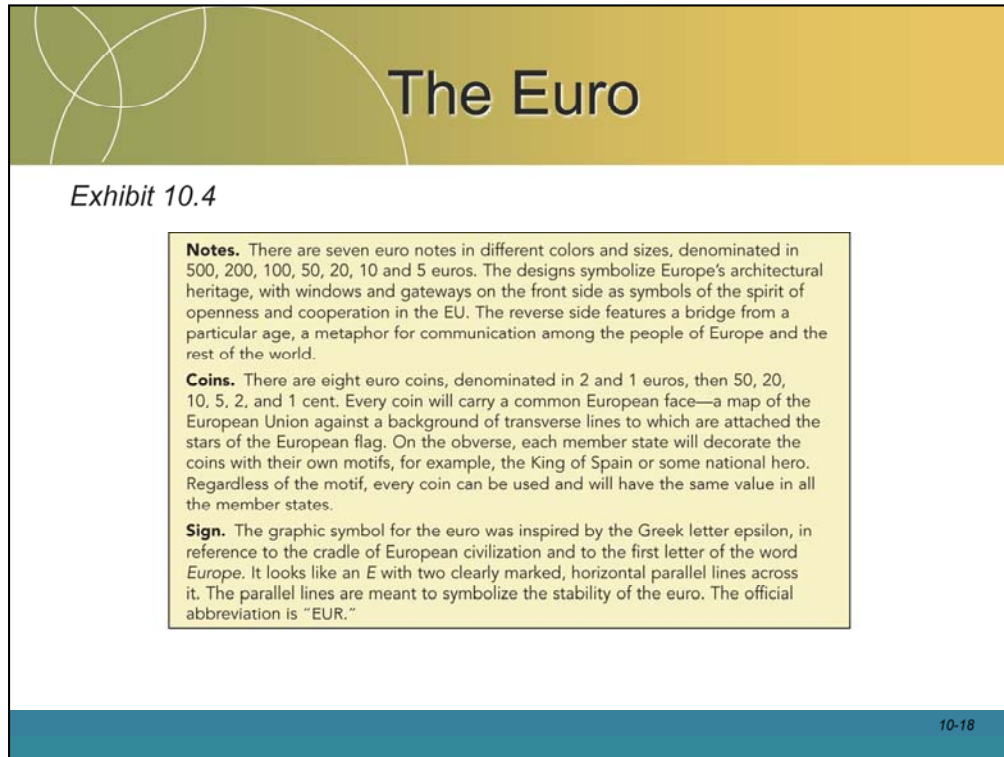 The Euro
Exhibit 10.4
Notes. There are seven euro notes in different colors and sizes, denominated in
500, 200, 100, 50, 20, 10 and 5 euros. The designs symbolize Europe's architectural
heritage, with windows and gateways on the front side as symbols of the spirit of
openness and cooperation in the EU. The reverse side features a bridge from a
particular age, a metaphor for communication among the people of Europe and the
rest of the world.
Coins. There are eight euro coins, denominated in 2 and 1 euros, then 50, 20,
10, 5, 2, and 1 cent. Every coin will carry a common European face—a map of the
European Union against a background of transverse lines to which are attached the
stars of the European flag. On the obverse, each member state will decorate the
coins with their own motifs, for example, the King of Spain or some national hero.
Regardless of the motif, every coin can be used and will have the same value in all
the member states.
Sign. The graphic symbol for the euro was inspired by the Greek letter epsilon, in
reference to the cradle of European civilization and to the first letter of the word
Europe. It looks like an E with two clearly marked, horizontal parallel lines across
it. The parallel lines are meant to symbolize the stability of the euro. The official
abbreviation is "EUR."
10-18